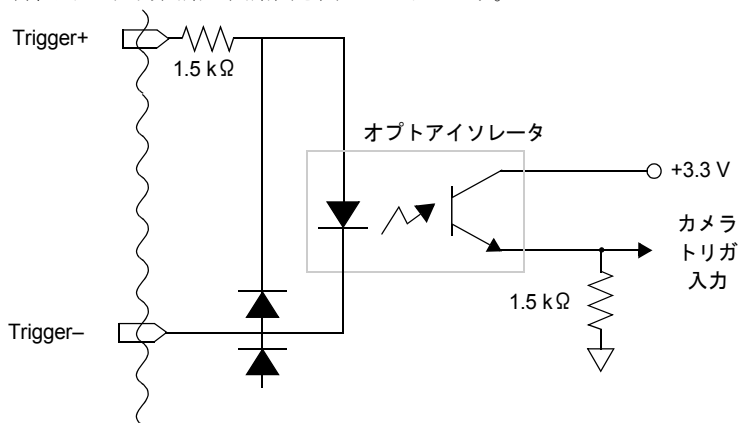 Trigger+
1.5 kΩ
オプトアイソレータ
+3.3 V
カメラ
トリガ
入力
1.5 kΩ
Trigger–